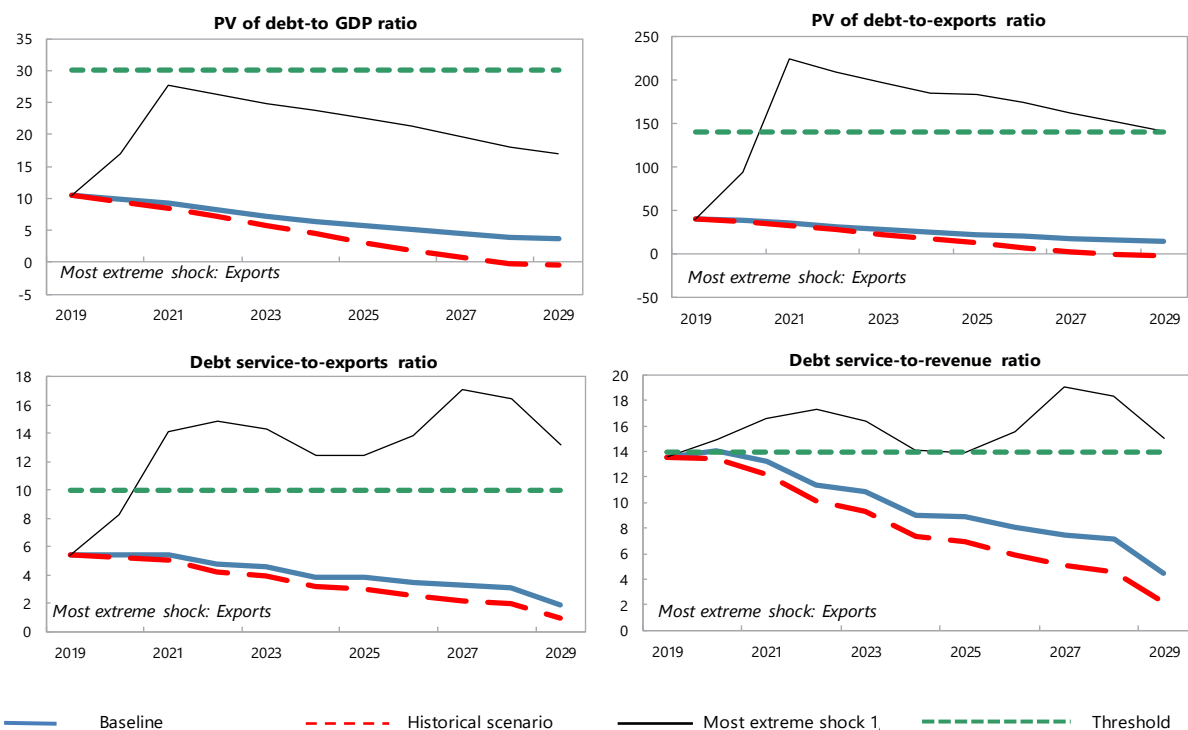 PV of debt-to GDP ratio
35
30
25
20
15
10
5
0
-5
Most extreme shock: Exports
2019 2021 2023 2025 2027 2029
PV of debt-to-exports ratio
250
200
150
100
50
0
-50
Most extreme shock: Exports
2019 2021 2023 2025 2027 2029
Debt service-to-exports ratio
18
16
14
12
10
8
6
4
2
0
Most extreme shock: Exports
2019 2021 2023 2025 2027 2029
Debt service-to-revenue ratio
20
18
16
14
12
10
8
6
4
2
0
Most extreme shock: Exports
2019 2021 2023 2025 2027 2029
Baseline Historical scenario Most extreme shock 1, Threshold